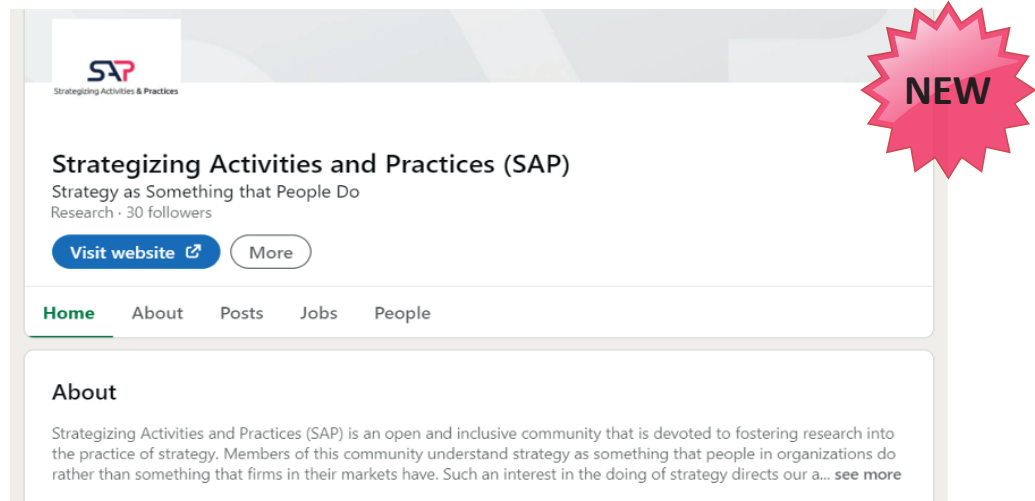 SAP
Strategizing Activities & Practices
NEW
Strategizing Activities and Practices (SAP)
Strategy as Something that People Do
Research · 30 followers
Visit website More
Home About Posts Jobs People
About
Strategizing Activities and Practices (SAP) is an open and inclusive community that is devoted to fostering research into
the practice of strategy. Members of this community understand strategy as something that people in organizations do
rather than something that firms in their markets have. Such an interest in the doing of strategy directs our a... see more